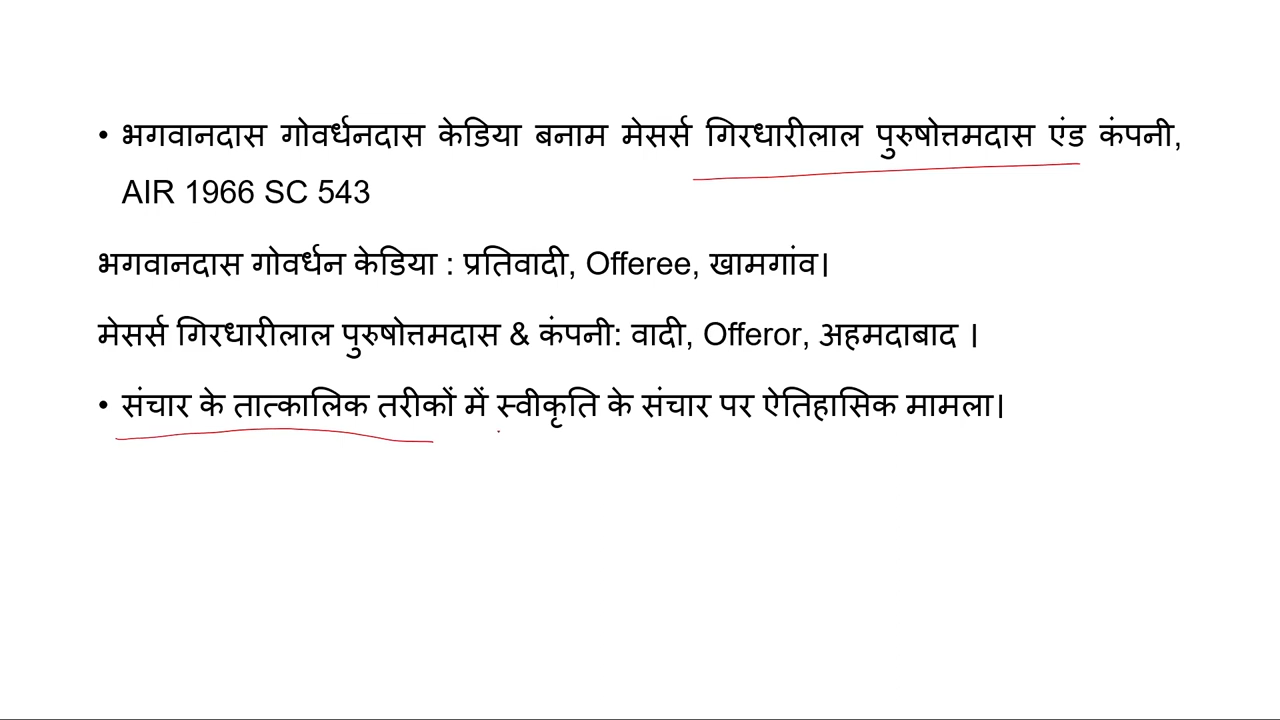 • भगवानदास गोवर्धनदास केडिया बनाम मेसर्स गिरधारीलाल पुरुषोत्तमदास एंड कंपनी,
AIR 1966 SC 543
भगवानदास गोवर्धन केडिया : प्रतिवादी, Offeree, खामगांव।
मेसर्स गिरधारीलाल पुरुषोत्तमदास & कंपनी: वादी, Offeror, अहमदाबाद ।
• संचार के तात्कालिक तरीकों में स्वीकृति के संचार पर ऐतिहासिक मामला।